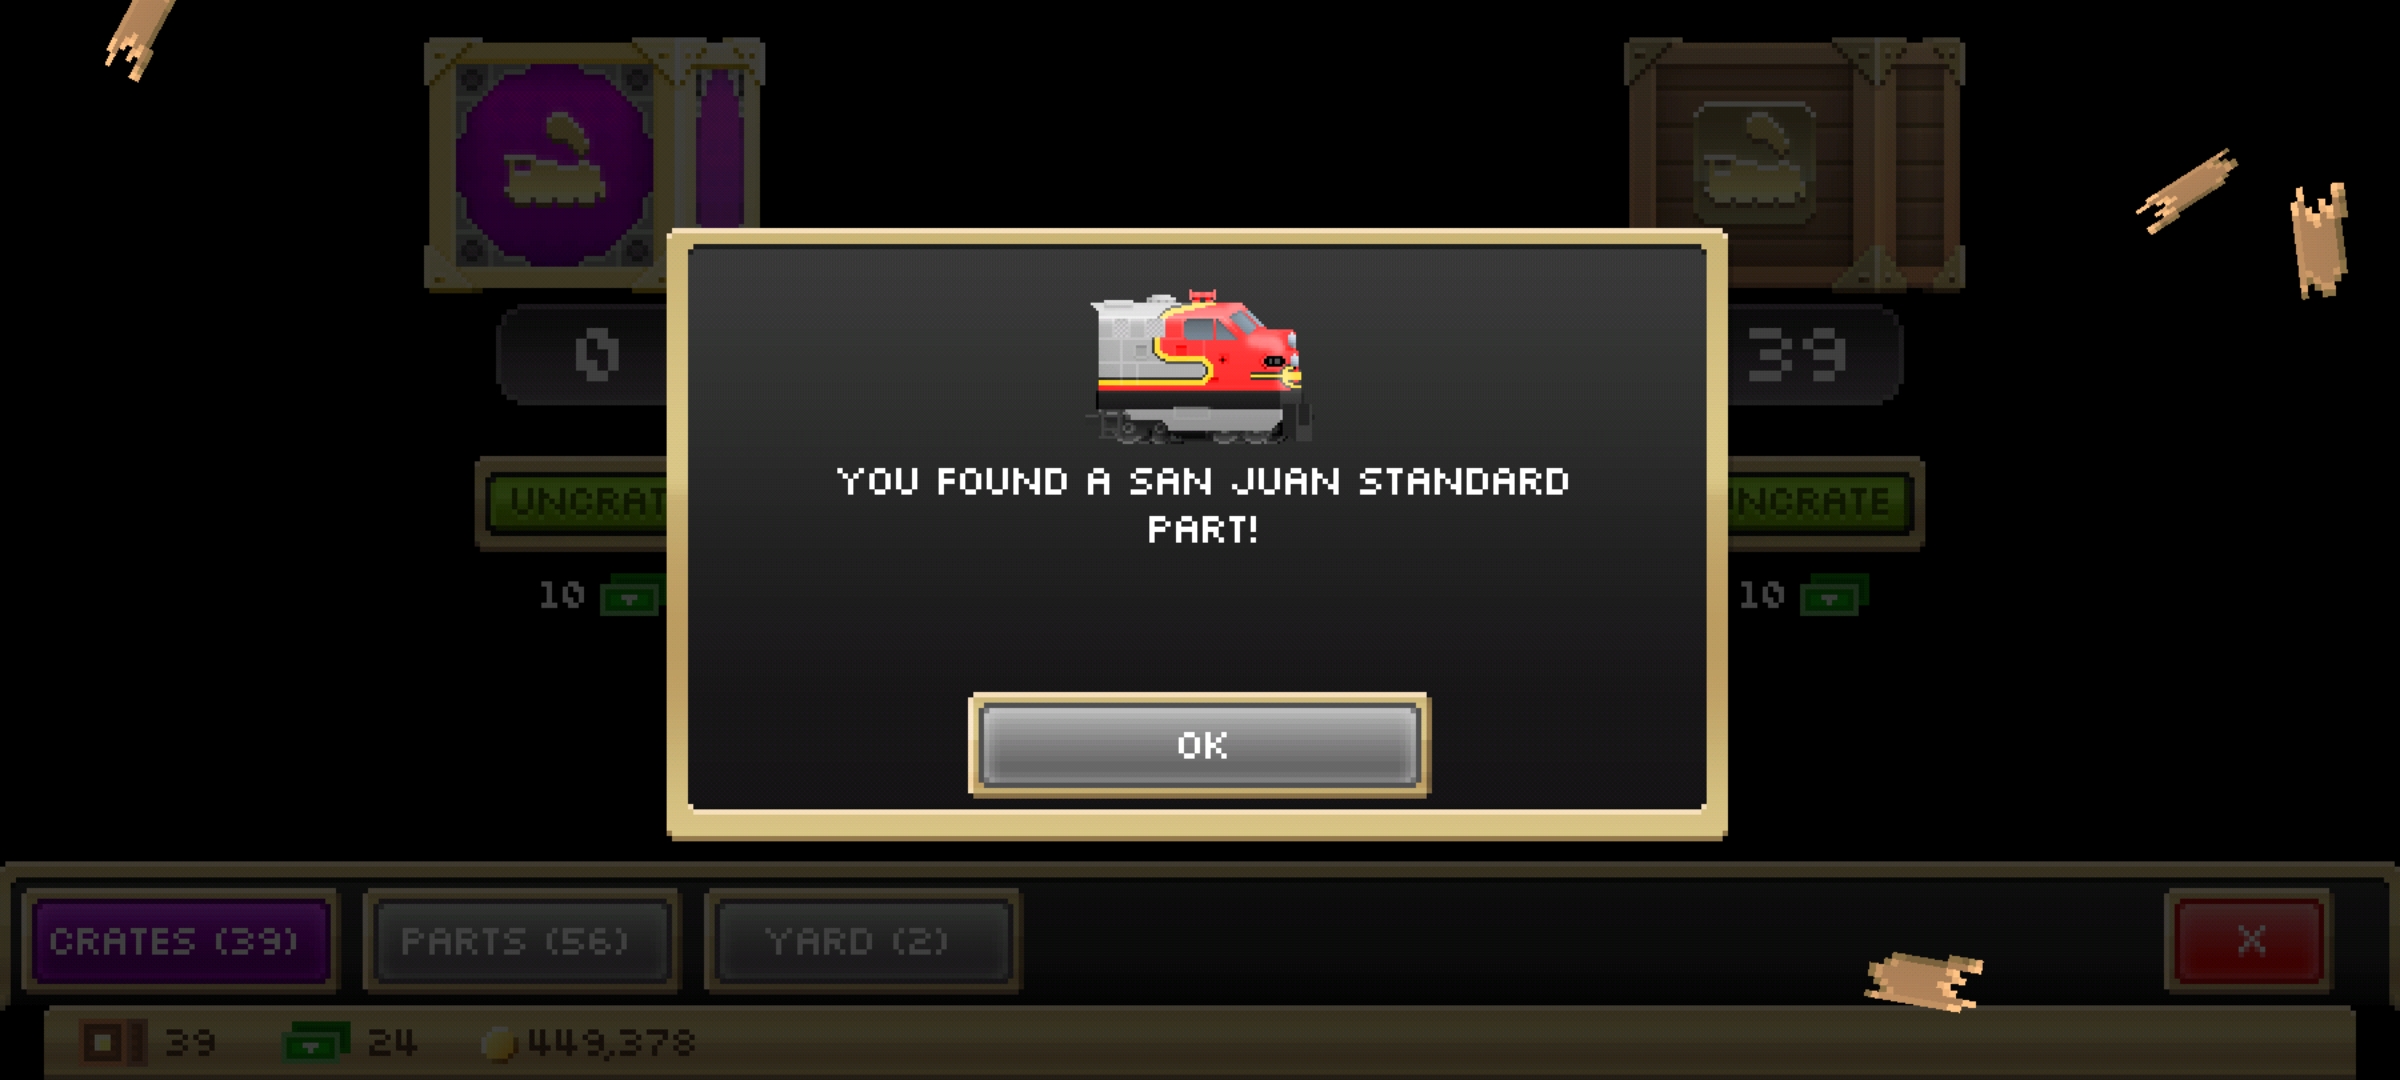 0
39
YOU FOUND A SAN JUAN STANDARD
PART!
UNCRAT
NCRATE
10
10
OK
CRATES (39)
PARTS (56)
YARD (2)
X
39
24
449,378